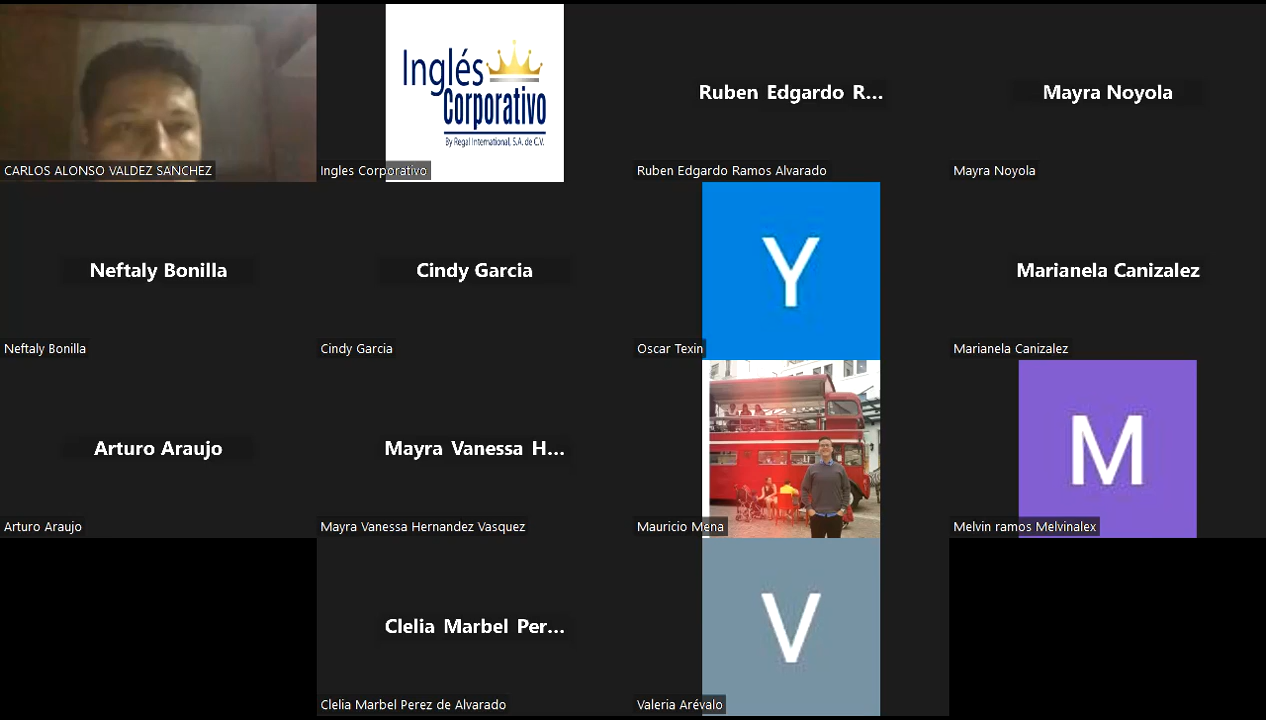 Inglés
Corporativo
By Regal International, S.A. de C.V.
Ruben Edgardo R...
Mayra Noyola
CARLOS ALONSO VALDEZ SANCHEZ
Ingles Corporativo
Ruben Edgardo Ramos Alvarado
Mayra Noyola
Neftaly Bonilla
Cindy Garcia
Y
Marianela Canizalez
Neftaly Bonilla
Cindy Garcia
Oscar Texin
Marianela Canizalez
Arturo Araujo
Mayra Vanessa H...
M
Arturo Araujo
Mayra Vanessa Hernandez Vasquez
Mauricio Mena
Melvin ramos Melvinalex
Clelia Marbel Per...
V
Clelia Marbel Perez de Alvarado
Valeria Arévalo